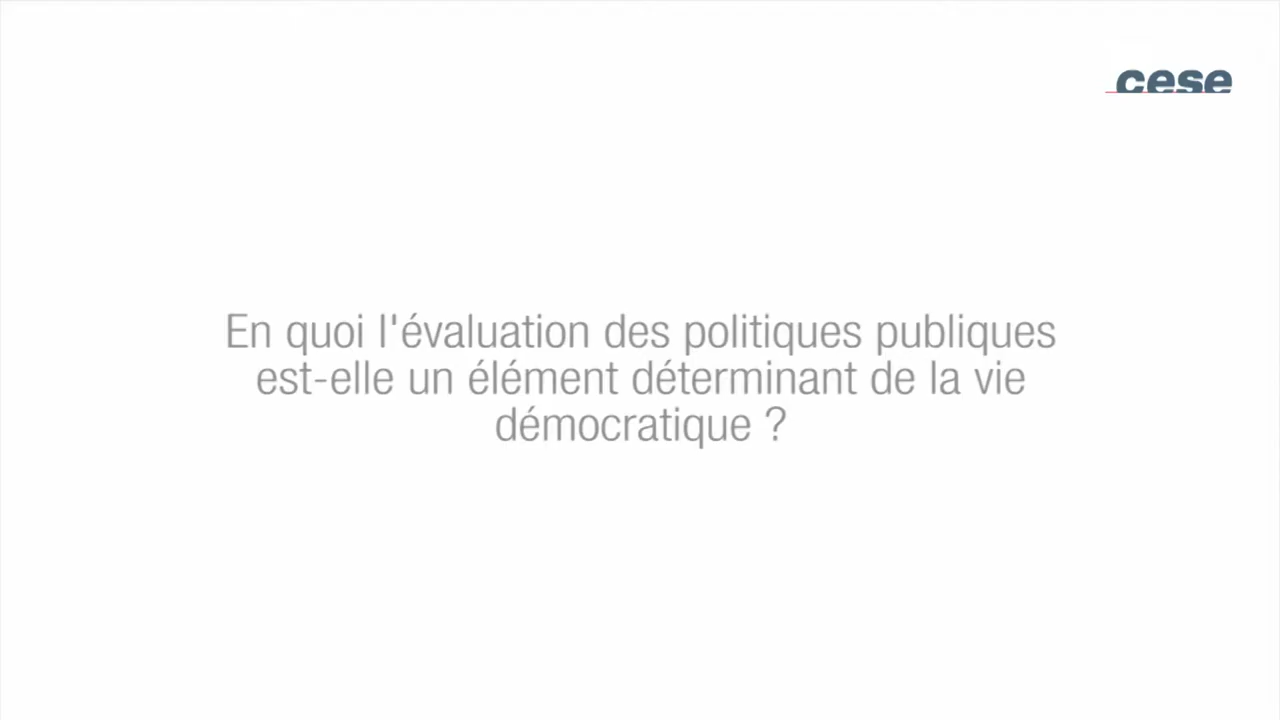 cese
En quoi l'évaluation des politiques publiques
est-elle un élément déterminant de la vie
démocratique ?